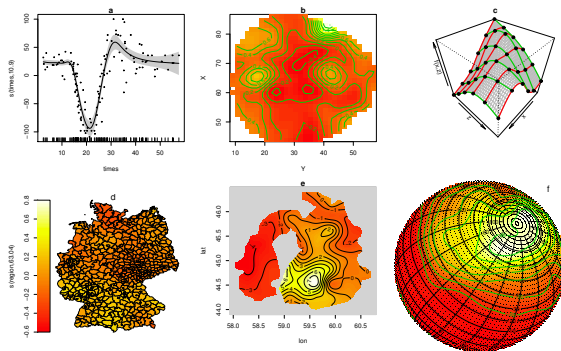 a
s(times,10.9)
−100
−50
0
50
100
10 20 30 40 50
times
b
X
50 60 70 80
10 20 30 40 50
Y
c
z
x
d
s(region,63.04)
−0.6 −0.4 −0.2 0.0 0.2 0.4 0.6 0.8
e
lat
44.0 44.5 45.0 45.5 46.0
58.0 58.5 59.0 59.5 60.0 60.5
lon
f